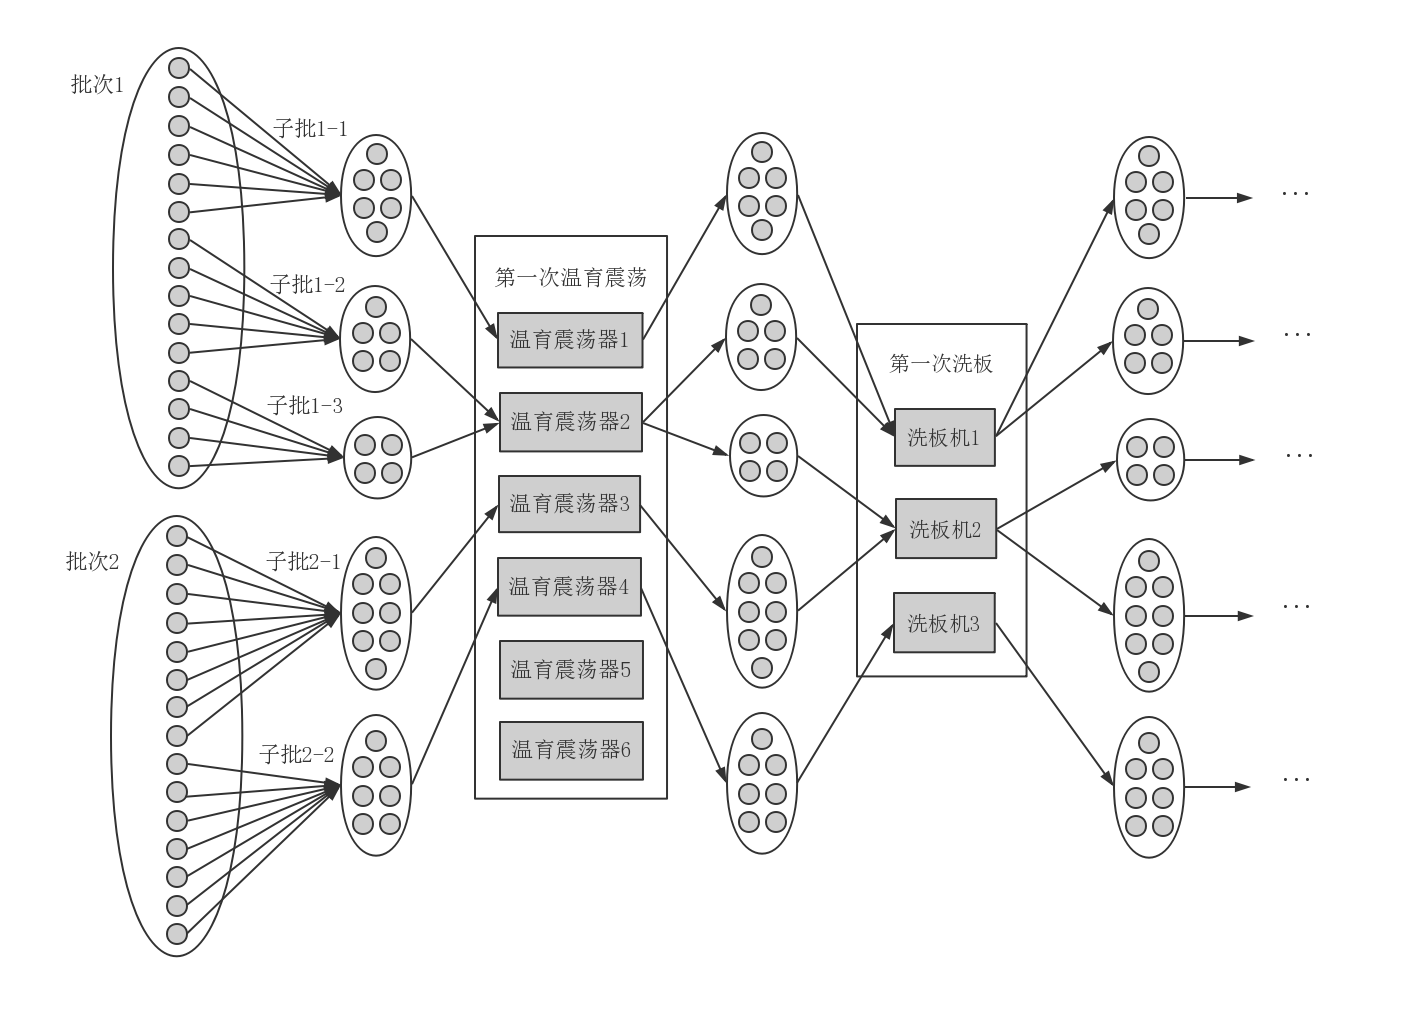 批次1
子批1-1
子批1-2
子批1-3
批次2
子批2-1
子批2-2
第一次温育震荡
温育震荡器1
温育震荡器2
温育震荡器3
温育震荡器4
温育震荡器5
温育震荡器6
第一次洗板
洗板机1
洗板机2
洗板机3
...
...
...
...
...